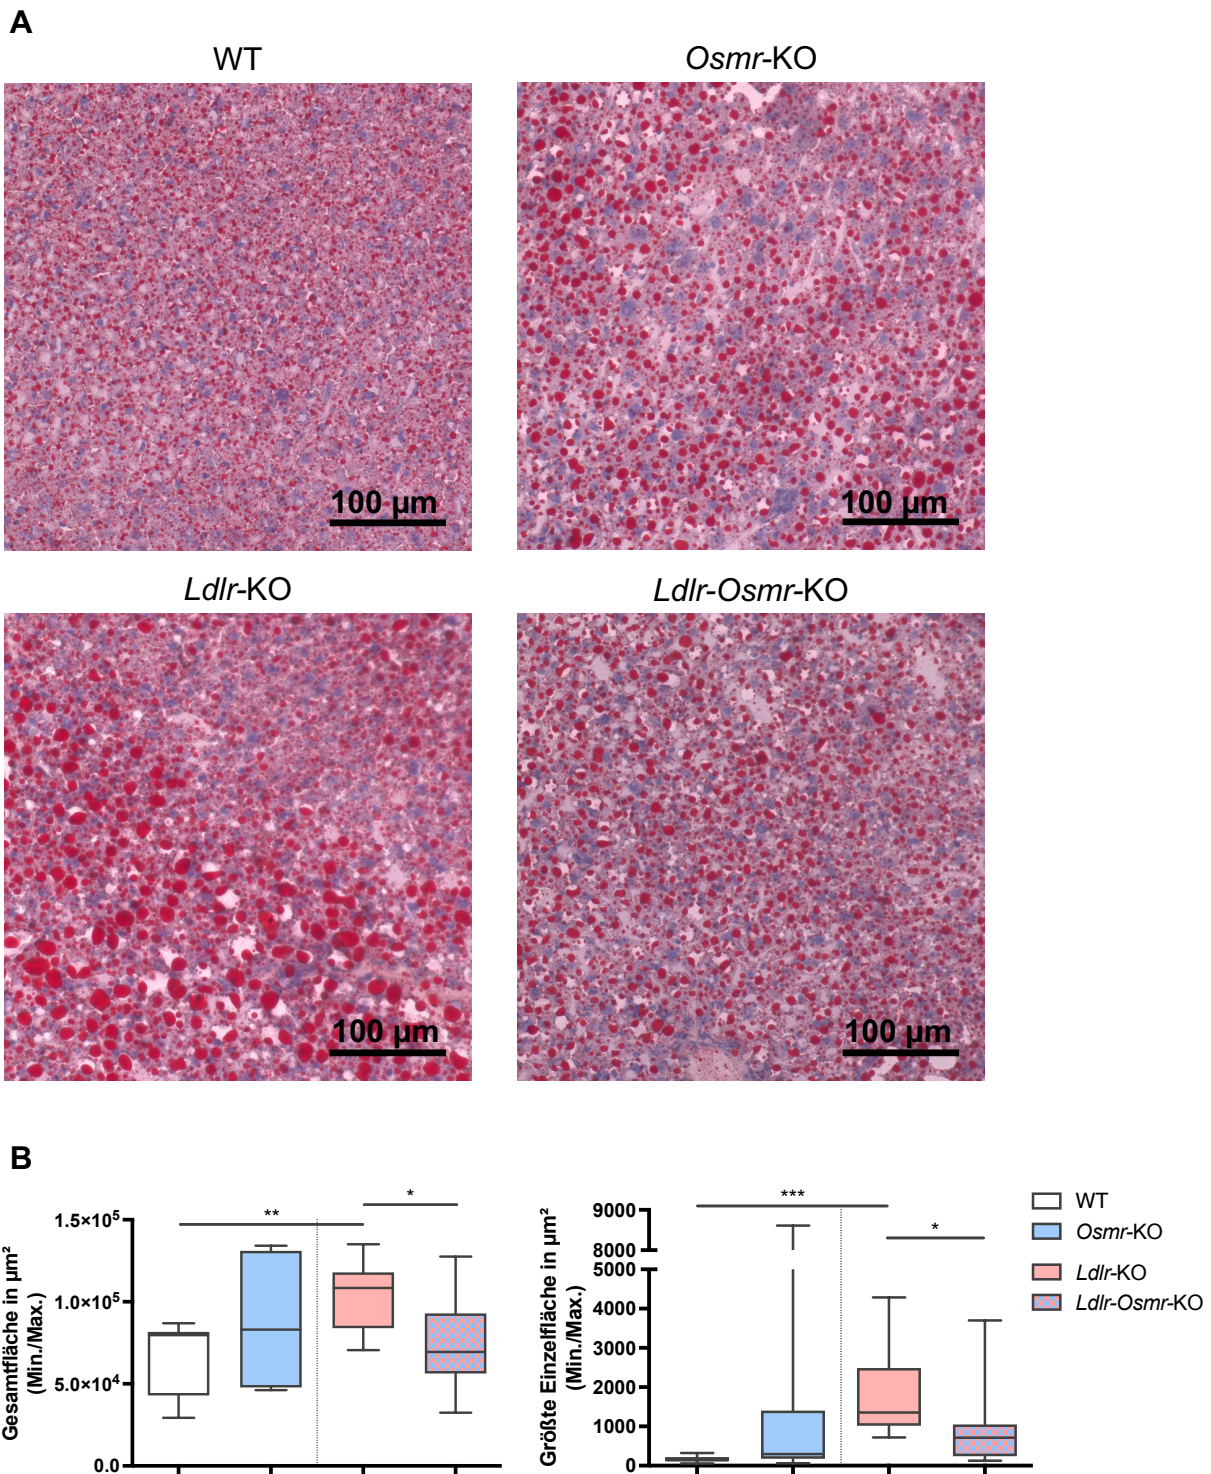 A
WT
Osmr-KO
100 µm
100 µm
Ldlr-KO
Ldlr-Osmr-KO
100 µm
100 µm
B
Gesamtfläche in µm²
(Min./Max.)
1.5×10⁵
1.0×10⁵
5.0×10⁴
0.0
**
*
Größte Einzelfläche in µm²
(Min./Max.)
9000
8000
5000
4000
3000
2000
1000
0
***
*
WT
Osmr-KO
Ldlr-KO
Ldlr-Osmr-KO